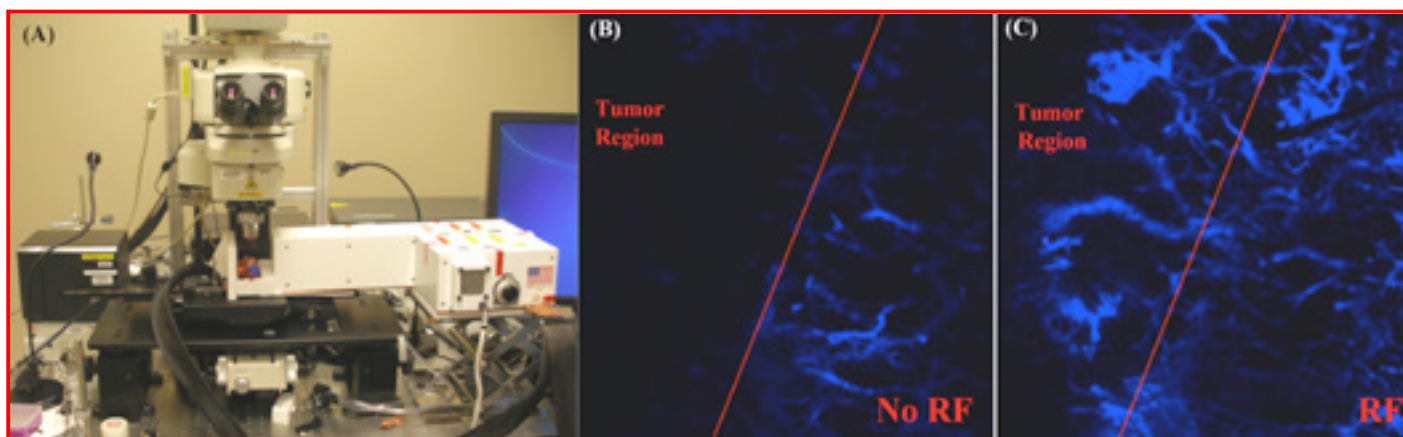 (A)
(B)
Tumor
Region
No RF
(C)
Tumor
Region
RF